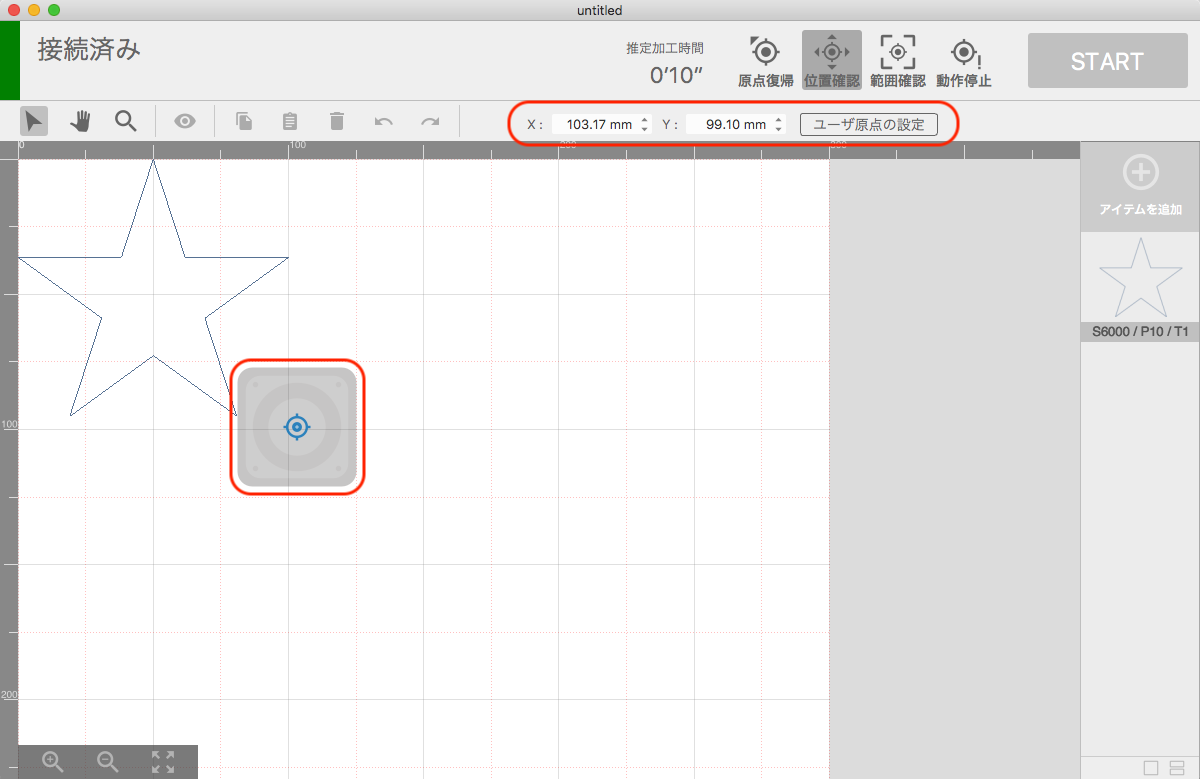 untitled
接続済み
推定加工時間
0’10”
原点復帰
位置確認
範囲確認
動作停止
START
X : 103.17 mm Y : 99.10 mm ユーザ原点の設定
0 100 200 300
アイテムを追加
S6000 / P10 / T1
100
200